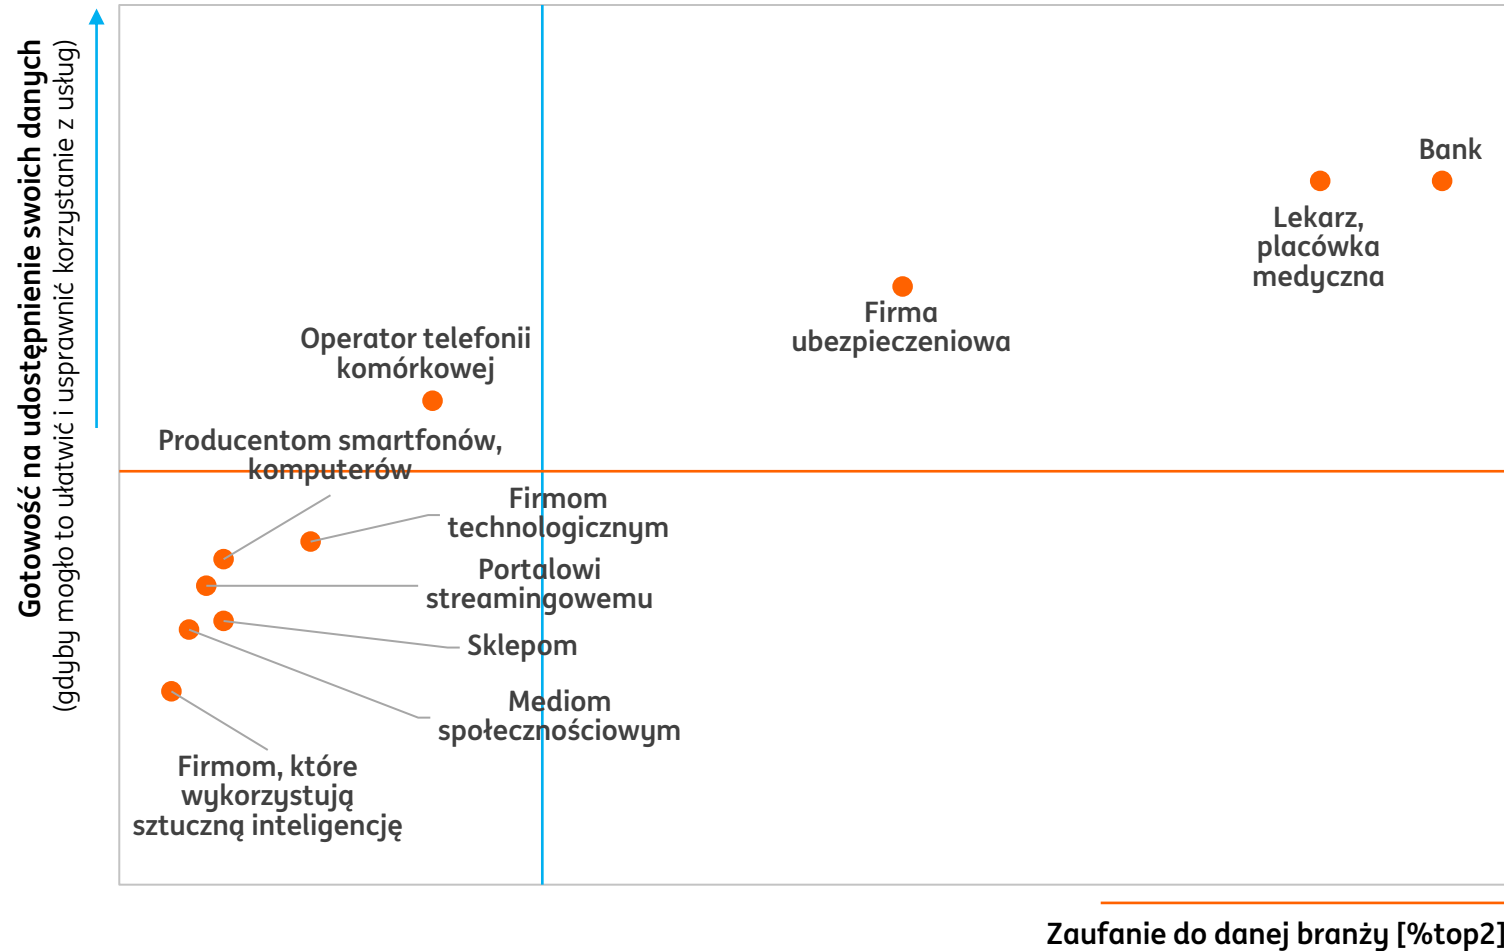 Gotowość na udostępnienie swoich danych
(gdyby mogło to ułatwić i usprawnić korzystanie z usług)
Bank
Lekarz,
placówka
medyczna
Firma
ubezpieczeniowa
Operator telefonii
komórkowej
Producentom smartfonów,
komputerów
Firmom
technologicznym
Portalowi
streamingowemu
Sklepom
Mediom
społecznościowym
Firmom, które
wykorzystują
sztuczną inteligencję
Zaufanie do danej branży [%top2]